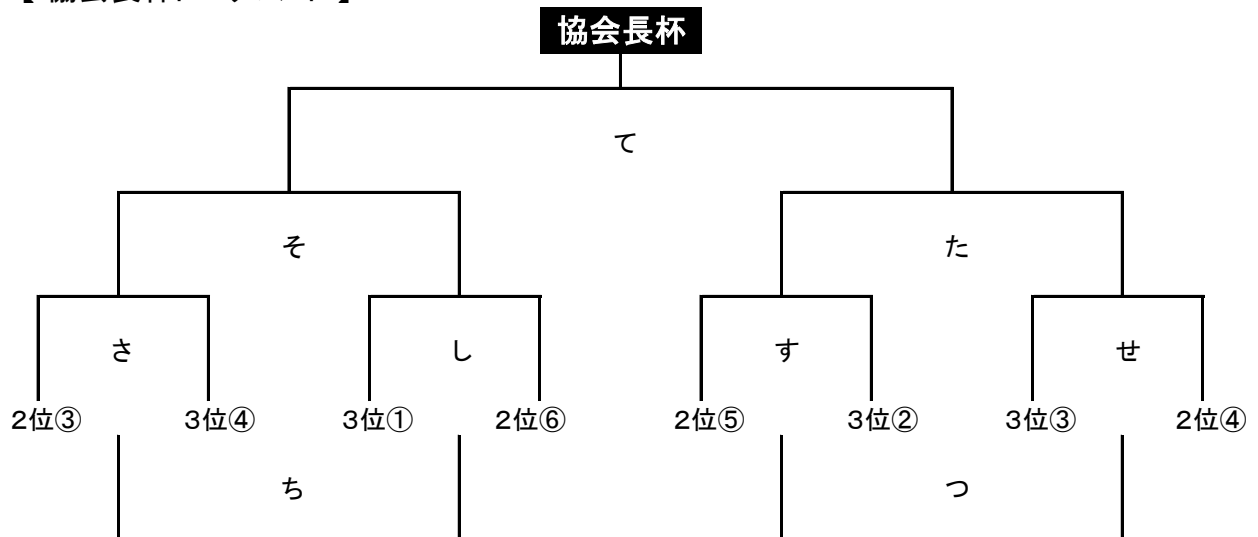 協会長杯
て
そ た
さ し す せ
2位③ 3位④ 3位① 2位⑥ 2位⑤ 3位② 3位③ 2位④
ち つ